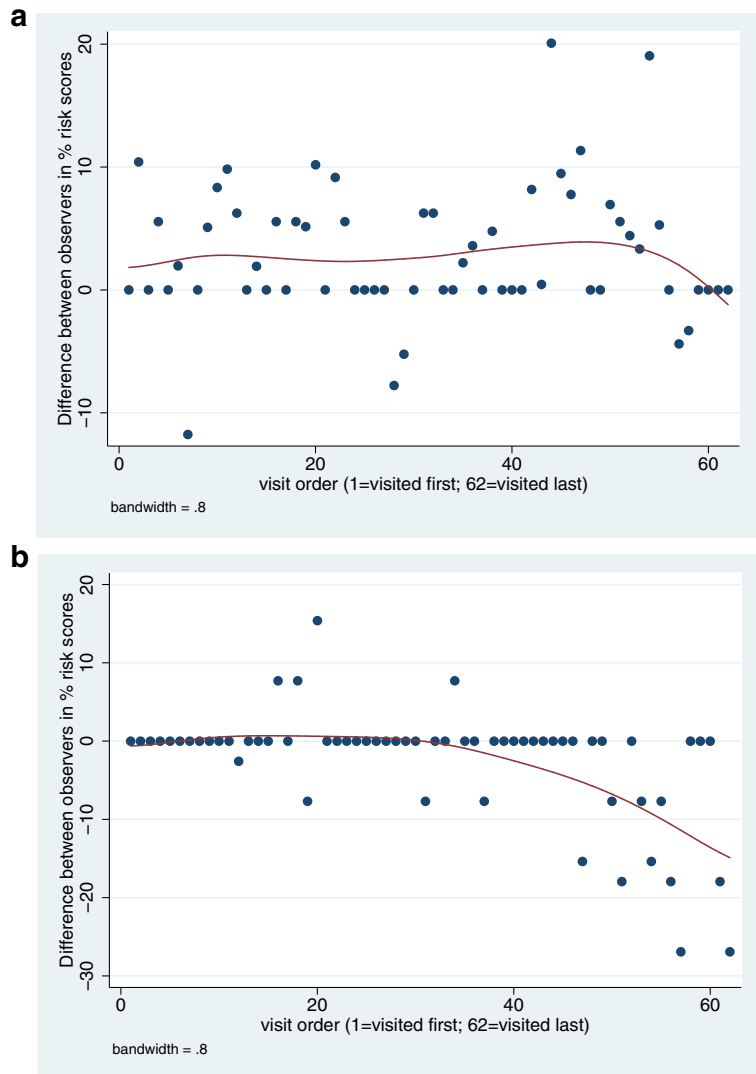 a
Difference between observers in % risk scores
20
10
0
−10
0 20 40 60
visit order (1=visited first; 62=visited last)
bandwidth = .8
b
Difference between observers in % risk scores
20
10
0
−10
−20
−30
0 20 40 60
visit order (1=visited first; 62=visited last)
bandwidth = .8